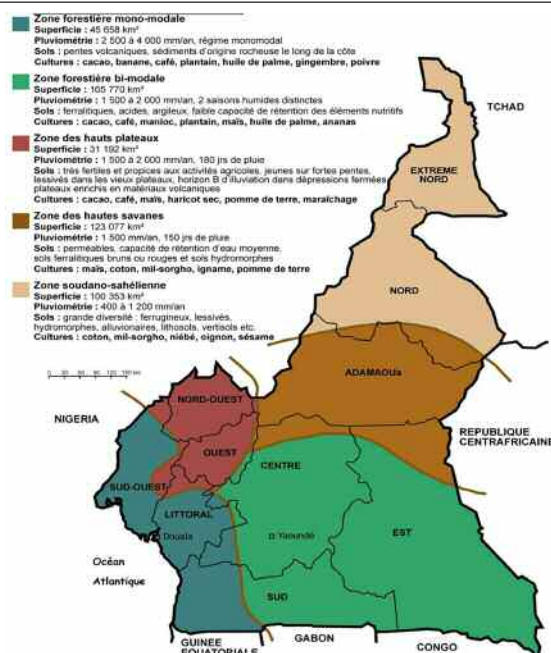 Zone forestière mono-modale
Superficie : 45 658 km²
Pluviométrie : 2 500 à 4 000 mm/an, régime monomodal
Sols : pentes volcaniques, sédiments d'origine rocheuse le long de la côte
Cultures : cacao, banane, café, plantain, huile de palme, gingembre, poivre
Zone forestière bi-modale
Superficie : 165 770 km²
Pluviométrie : 1 500 à 2 000 mm/an, 2 saisons humides distinctes
Sols : ferralitiques, acides, argileux, faible capacité de rétention des éléments nutritifs
Cultures : cacao, café, manioc, plantain, maïs, huile de palme, ananas
Zone des hauts plateaux
Superficie : 31 192 km²
Pluviométrie : 1 500 à 2 000 mm/an, 180 jrs de pluie
Sols : très fertiles et propices aux activités agricoles, jeunes sur fortes pentes,
lessivés dans les vieux plateaux, horizon B d'illuviation dans dépressions fermées
plateaux enrichis en matériaux volcaniques
Cultures : cacao, café, maïs, haricot sec, pomme de terre, maraîchage
Zone des hautes savanes
Superficie : 123 077 km²
Pluviométrie : 1 500 mm/an, 150 jrs de pluie
Sols : perméables, capacité de rétention d'eau moyenne,
sols ferralitiques bruns ou rouges et sols hydromorphes
Cultures : maïs, coton, mil-sorgho, igname, pomme de terre
Zone soudano-sahélienne
Superficie : 100 353 km²
Pluviométrie : 400 à 1 200 mm/an
Sols : grande diversité : ferrugineux, lessivés,
hydromorphes, alluvionaires, lithosols, vertisols etc.
Cultures : coton, mil-sorgho, niébé, oignon, sésame
TCHAD
EXTREME
NORD
NORD
ADAMAOUa
NIGERIA
NORD-OUEST
REPUBLIQUE
CENTRAFRICAINE
OUEST
CENTRE
SUD-OUEST
LITTORAL
Douala
Yaoundé
EST
Océan
Atlantique
SUD
GUINEE
EQUATORIALE
GABON
CONGO